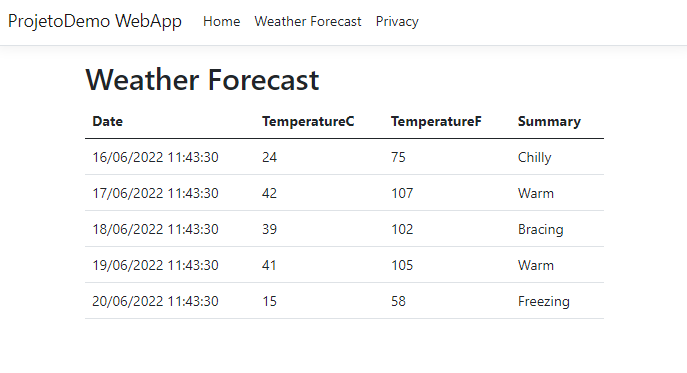 ProjetoDemo WebApp Home Weather Forecast Privacy
Weather Forecast
Date TemperatureC TemperatureF Summary
16/06/2022 11:43:30 24 75 Chilly
17/06/2022 11:43:30 42 107 Warm
18/06/2022 11:43:30 39 102 Bracing
19/06/2022 11:43:30 41 105 Warm
20/06/2022 11:43:30 15 58 Freezing